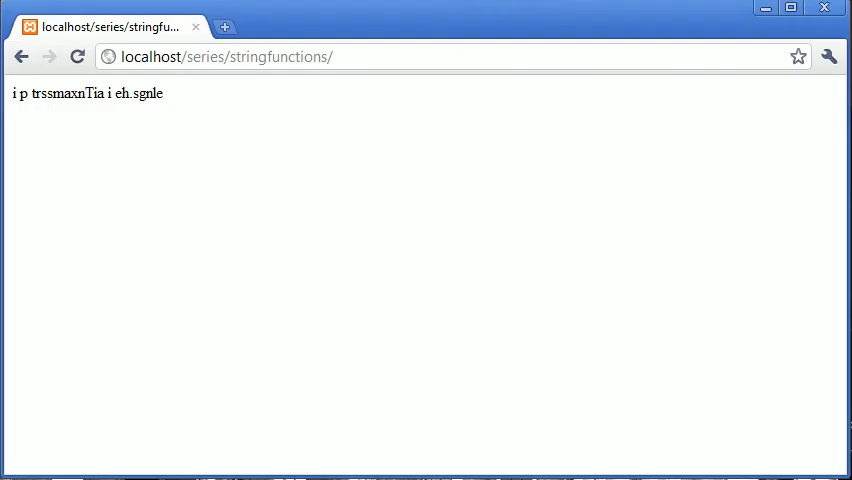 localhost/series/stringfu...
localhost/series/stringfunctions/
i p trssmaxnTia i eh.sgnle